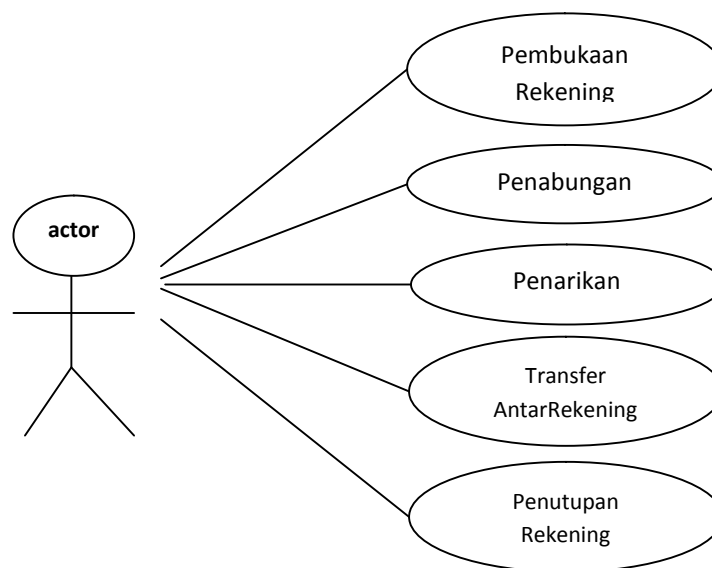 Pembukaan
Rekening
Penabungan
actor
Penarikan
Transfer
AntarRekening
Penutupan
Rekening